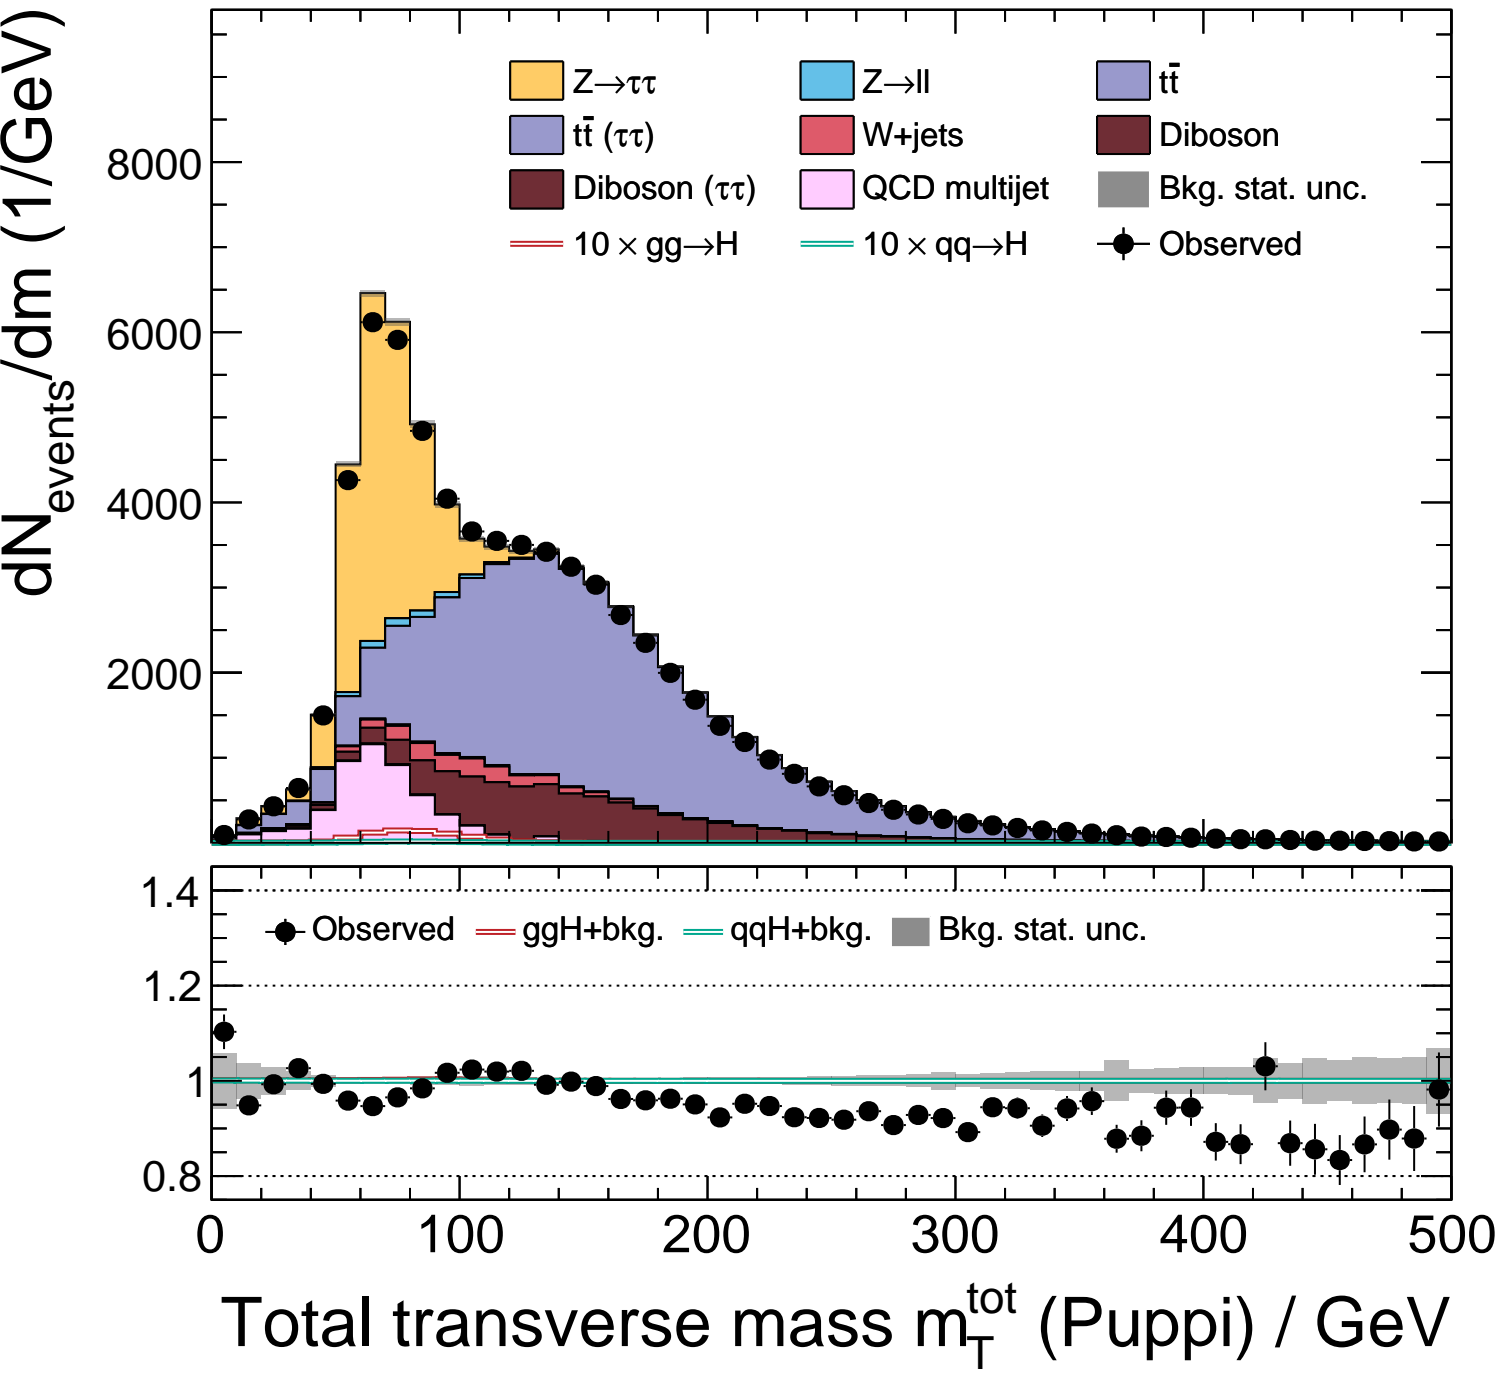 dN_events/dm (1/GeV)
Z→ττ Z→ll tt̄
tt̄ (ττ) W+jets Diboson
Diboson (ττ) QCD multijet Bkg. stat. unc.
10 × gg→H 10 × qq→H Observed
8000
6000
4000
2000
1.4
Observed ggH+bkg. qqH+bkg. Bkg. stat. unc.
1.2
1
0.8
0 100 200 300 400 500
Total transverse mass m_T^tot (Puppi) / GeV